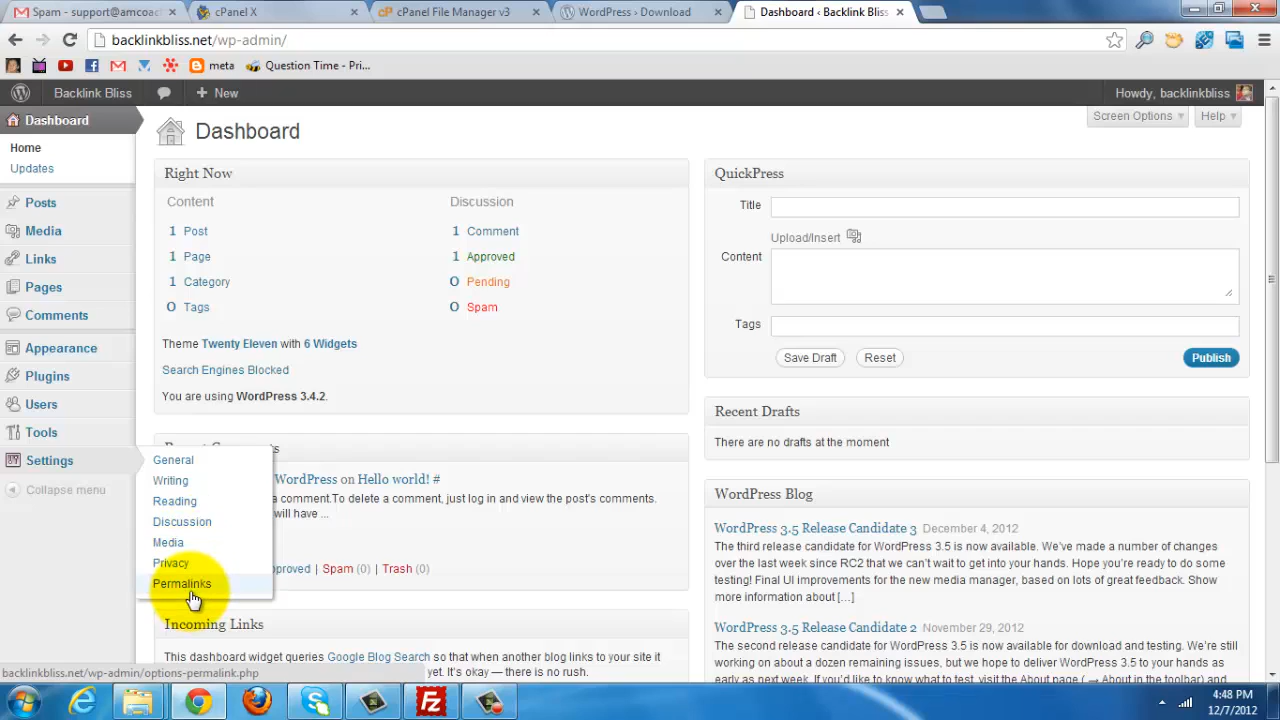 Spam - support@amcoach
cPanel X
cPanel File Manager v3
WordPress › Download
Dashboard ‹ Backlink Bliss
backlinkbliss.net/wp-admin/
meta
Question Time - Pri...
Backlink Bliss
+ New
Howdy, backlinkbliss
Dashboard
Home
Updates
Posts
Media
Links
Pages
Comments
Appearance
Plugins
Users
Tools
Settings
Collapse menu
General
Writing
Reading
Discussion
Media
Privacy
Permalinks
Screen Options
Help
Dashboard
Right Now
Content
Discussion
1 Post
1 Comment
1 Page
1 Approved
1 Category
0 Pending
0 Tags
0 Spam
Theme Twenty Eleven with 6 Widgets
Search Engines Blocked
You are using WordPress 3.4.2.
WordPress on Hello world! #
a comment.To delete a comment, just log in and view the post's comments.
will have ...
| Spam (0) | Trash (0)
Incoming Links
This dashboard widget queries Google Blog Search so that when another blog links to your site it
yet. It's okay — there is no rush.
QuickPress
Title
Upload/Insert
Content
Tags
Save Draft
Reset
Publish
Recent Drafts
There are no drafts at the moment
WordPress Blog
WordPress 3.5 Release Candidate 3 December 4, 2012
The third release candidate for WordPress 3.5 is now available. We've made a number of changes
over the last week since RC2 that we can't wait to get into your hands. Hope you're ready to do some
testing! Final UI improvements for the new media manager, based on lots of great feedback. Show
more information about [...]
WordPress 3.5 Release Candidate 2 November 29, 2012
The second release candidate for WordPress 3.5 is now available for download and testing. We're still
working on about a dozen remaining issues, but we hope to deliver WordPress 3.5 to your hands as
early as next week. If you'd like to know what to test, visit the About page ( → About in the toolbar) and
backlinkbliss.net/wp-admin/options-permalink.php
4:48 PM
12/7/2012